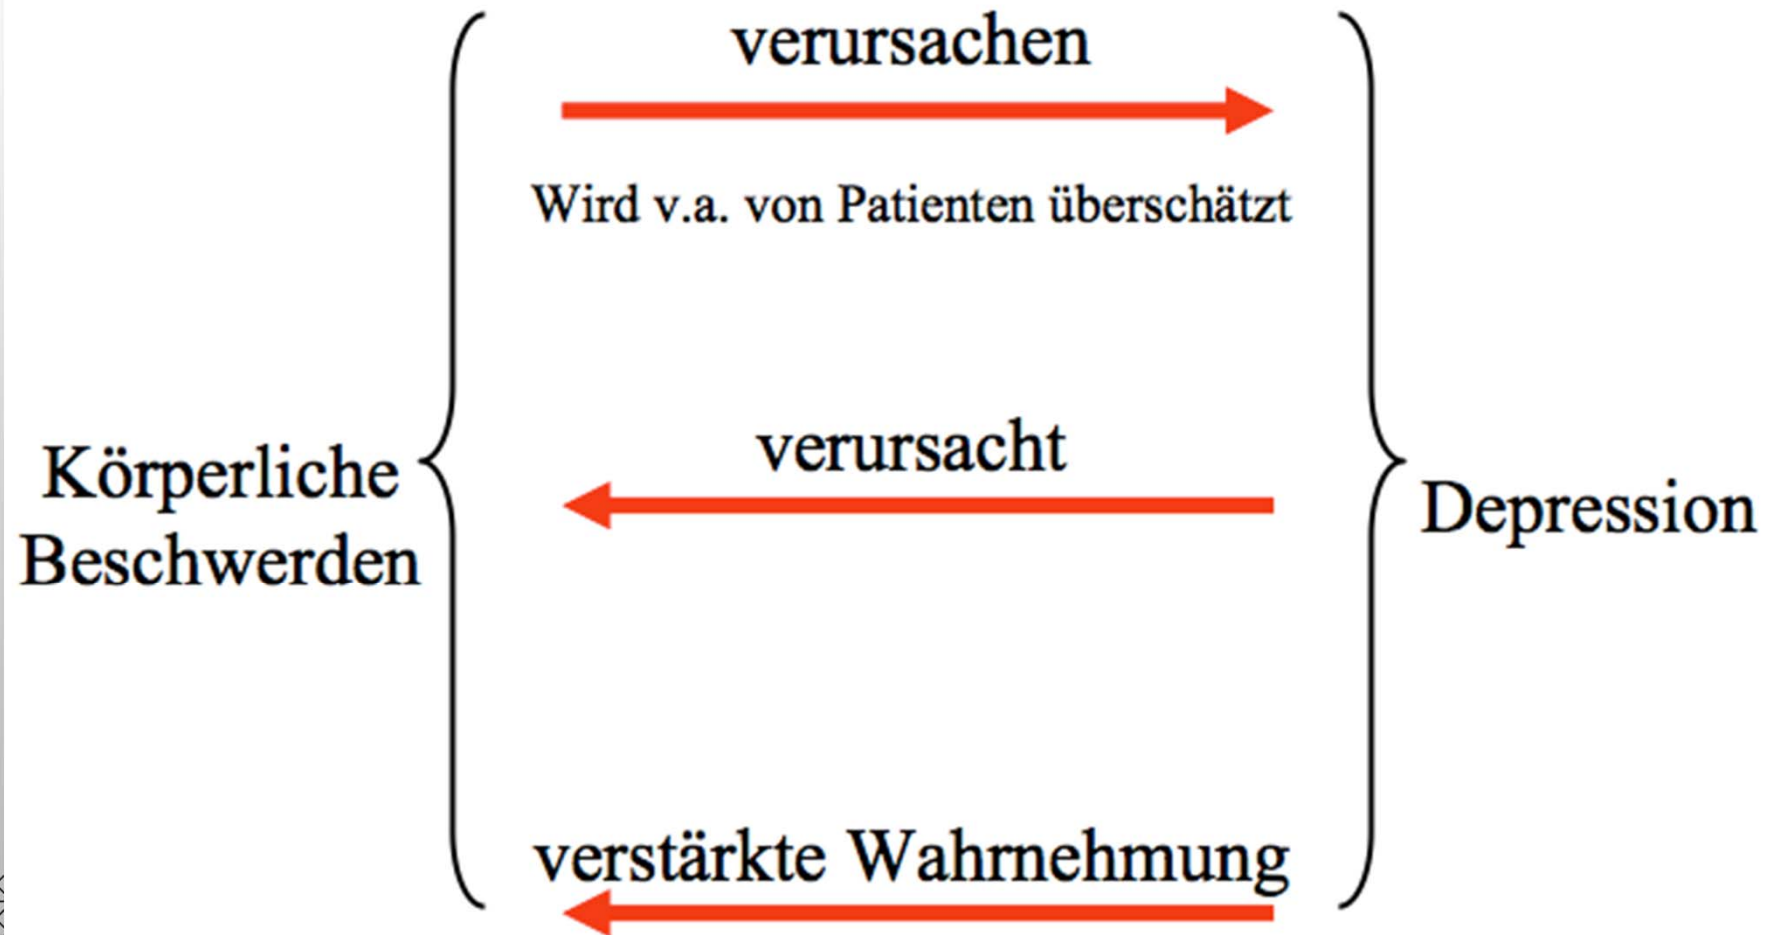 verursachen
Wird v.a. von Patienten überschätzt
Körperliche
Beschwerden
verursacht
Depression
verstärkte Wahrnehmung